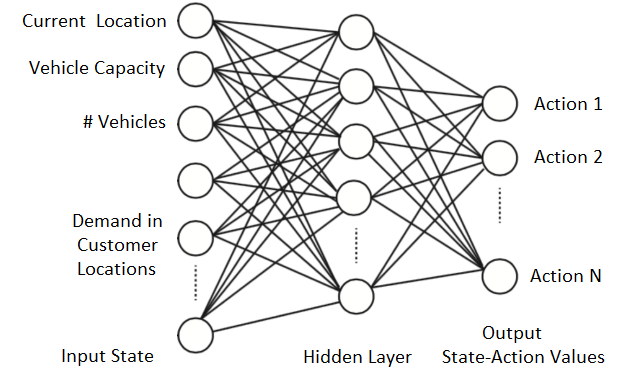 Current Location
Vehicle Capacity
# Vehicles
Demand in
Customer
Locations
Input State
Hidden Layer
Action 1
Action 2
Action N
Output
State-Action Values